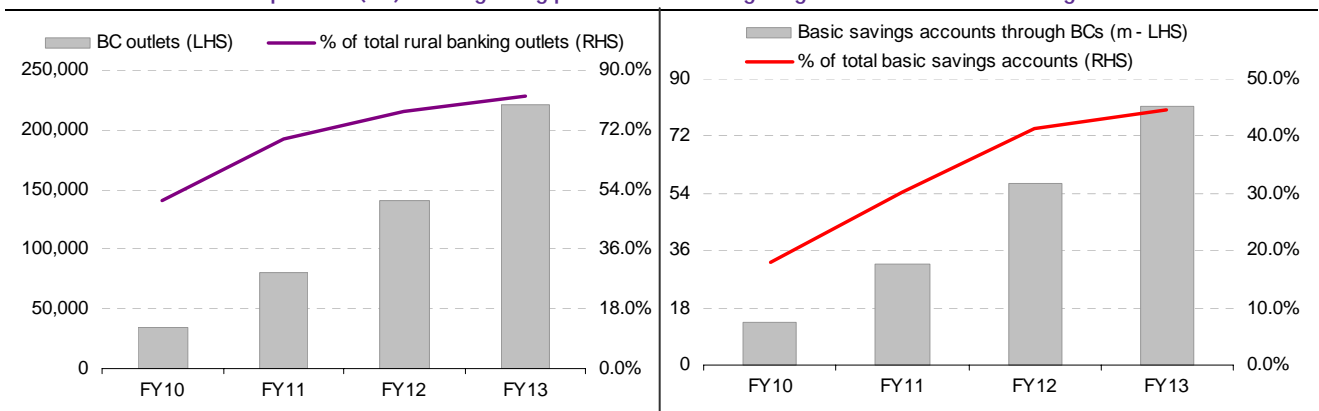 BC outlets (LHS) % of total rural banking outlets (RHS)
250,000 90.0%
200,000 72.0%
150,000 54.0%
100,000 36.0%
50,000 18.0%
0 0.0%
FY10 FY11 FY12 FY13
Basic savings accounts through BCs (m - LHS)
% of total basic savings accounts (RHS)
90 50.0%
72 40.0%
54 30.0%
36 20.0%
18 10.0%
0 0.0%
FY10 FY11 FY12 FY13